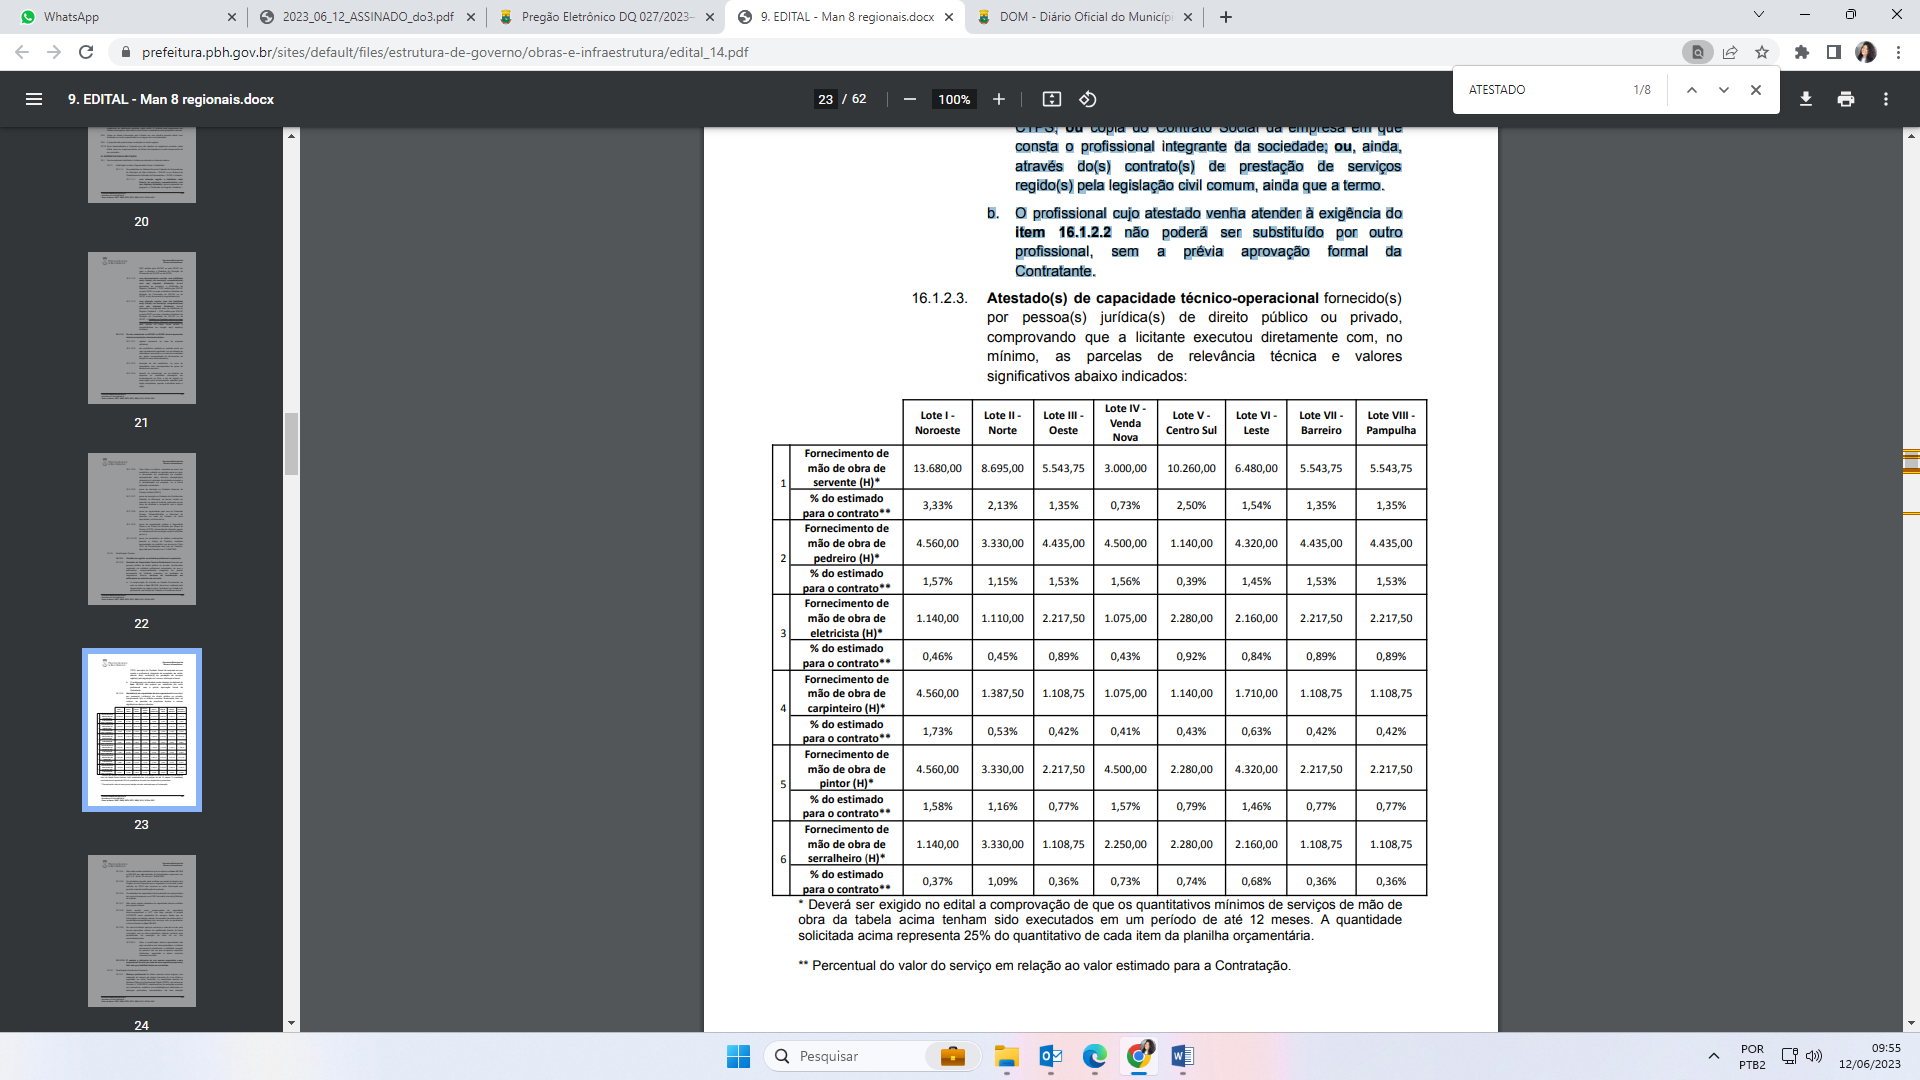 WhatsApp
2023_06_12_ASSINADO_do3.pdf
Pregão Eletrônico DQ 027/2023-
9. EDITAL - Man 8 regionais.docx
DOM - Diário Oficial do Municípi
prefeitura.pbh.gov.br/sites/default/files/estrutura-de-governo/obras-e-infraestrutura/edital_14.pdf
9. EDITAL - Man 8 regionais.docx
23 / 62
100%
ATESTADO 1/8
20
21
22
23
24
CTPS; ou cópia do Contrato Social da empresa em que
consta o profissional integrante da sociedade; ou, ainda,
através do(s) contrato(s) de prestação de serviços
regido(s) pela legislação civil comum, ainda que a termo.
b. O profissional cujo atestado venha atender à exigência do
item 16.1.2.2 não poderá ser substituído por outro
profissional, sem a prévia aprovação formal da
Contratante.
16.1.2.3. Atestado(s) de capacidade técnico-operacional fornecido(s)
por pessoa(s) jurídica(s) de direito público ou privado,
comprovando que a licitante executou diretamente com, no
mínimo, as parcelas de relevância técnica e valores
significativos abaixo indicados:
Lote I - Noroeste Lote II - Norte Lote III - Oeste Lote IV - Venda Nova Lote V - Centro Sul Lote VI - Leste Lote VII - Barreiro Lote VIII - Pampulha
1 Fornecimento de mão de obra de servente (H)* 13.680,00 8.695,00 5.543,75 3.000,00 10.260,00 6.480,00 5.543,75 5.543,75
% do estimado para o contrato** 3,33% 2,13% 1,35% 0,73% 2,50% 1,54% 1,35% 1,35%
2 Fornecimento de mão de obra de pedreiro (H)* 4.560,00 3.330,00 4.435,00 4.500,00 1.140,00 4.320,00 4.435,00 4.435,00
% do estimado para o contrato** 1,57% 1,15% 1,53% 1,56% 0,39% 1,45% 1,53% 1,53%
3 Fornecimento de mão de obra de eletricista (H)* 1.140,00 1.110,00 2.217,50 1.075,00 2.280,00 2.160,00 2.217,50 2.217,50
% do estimado para o contrato** 0,46% 0,45% 0,89% 0,43% 0,92% 0,84% 0,89% 0,89%
4 Fornecimento de mão de obra de carpinteiro (H)* 4.560,00 1.387,50 1.108,75 1.075,00 1.140,00 1.710,00 1.108,75 1.108,75
% do estimado para o contrato** 1,73% 0,53% 0,42% 0,41% 0,43% 0,63% 0,42% 0,42%
5 Fornecimento de mão de obra de pintor (H)* 4.560,00 3.330,00 2.217,50 4.500,00 2.280,00 4.320,00 2.217,50 2.217,50
% do estimado para o contrato** 1,58% 1,16% 0,77% 1,57% 0,79% 1,46% 0,77% 0,77%
6 Fornecimento de mão de obra de serralheiro (H)* 1.140,00 3.330,00 1.108,75 2.250,00 2.280,00 2.160,00 1.108,75 1.108,75
% do estimado para o contrato** 0,37% 1,09% 0,36% 0,73% 0,74% 0,68% 0,36% 0,36%
* Deverá ser exigido no edital a comprovação de que os quantitativos mínimos de serviços de mão de
obra da tabela acima tenham sido executados em um período de até 12 meses. A quantidade
solicitada acima representa 25% do quantitativo de cada item da planilha orçamentária.
** Percentual do valor do serviço em relação ao valor estimado para a Contratação.
Pesquisar
POR
PTB2
09:55
12/06/2023